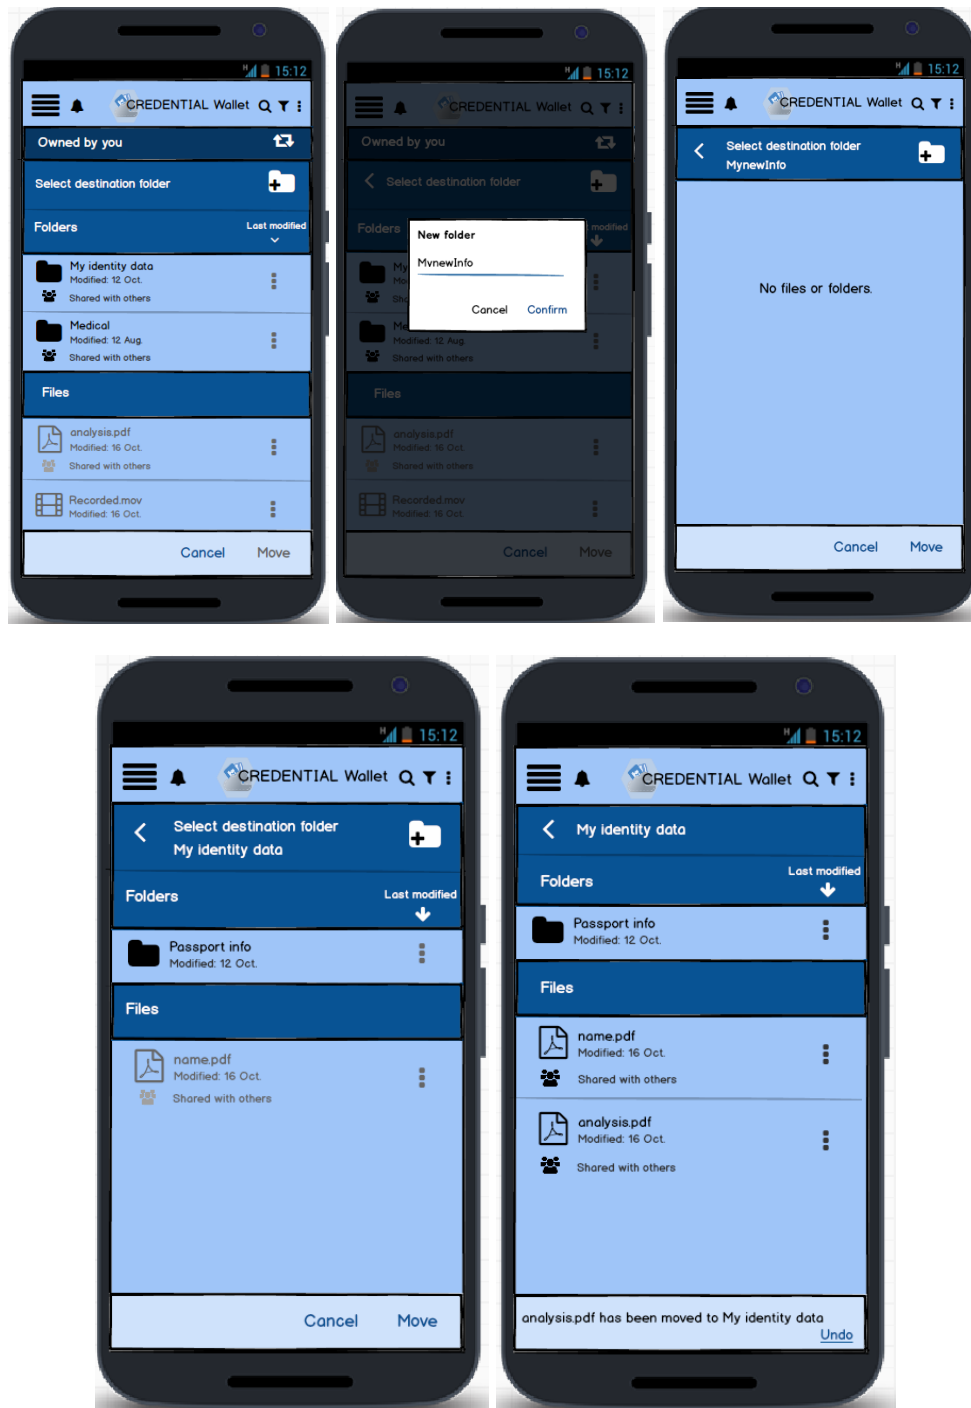 H 15:12
CREDENTIAL Wallet
Owned by you
Select destination folder
Folders
Last modified
My identity data
Modified: 12 Oct.
Shared with others
Medical
Modified: 12 Aug.
Shared with others
Files
analysis.pdf
Modified: 16 Oct.
Shared with others
Recorded.mov
Modified: 16 Oct.
Cancel Move
H 15:12
CREDENTIAL Wallet
Owned by you
Select destination folder
Folders
t modified
New folder
MynewInfo
Cancel Confirm
My
Mo
Sha
Me
Modified: 12 Aug.
Shared with others
Files
analysis.pdf
Modified: 16 Oct.
Shared with others
Recorded.mov
Modified: 16 Oct.
Cancel Move
H 15:12
CREDENTIAL Wallet
Select destination folder
MynewInfo
No files or folders.
Cancel Move
H 15:12
CREDENTIAL Wallet
Select destination folder
My identity data
Folders
Last modified
Passport info
Modified: 12 Oct.
Files
name.pdf
Modified: 16 Oct.
Shared with others
Cancel Move
H 15:12
CREDENTIAL Wallet
My identity data
Folders
Last modified
Passport info
Modified: 12 Oct.
Files
name.pdf
Modified: 16 Oct.
Shared with others
analysis.pdf
Modified: 16 Oct.
Shared with others
analysis.pdf has been moved to My identity data
Undo